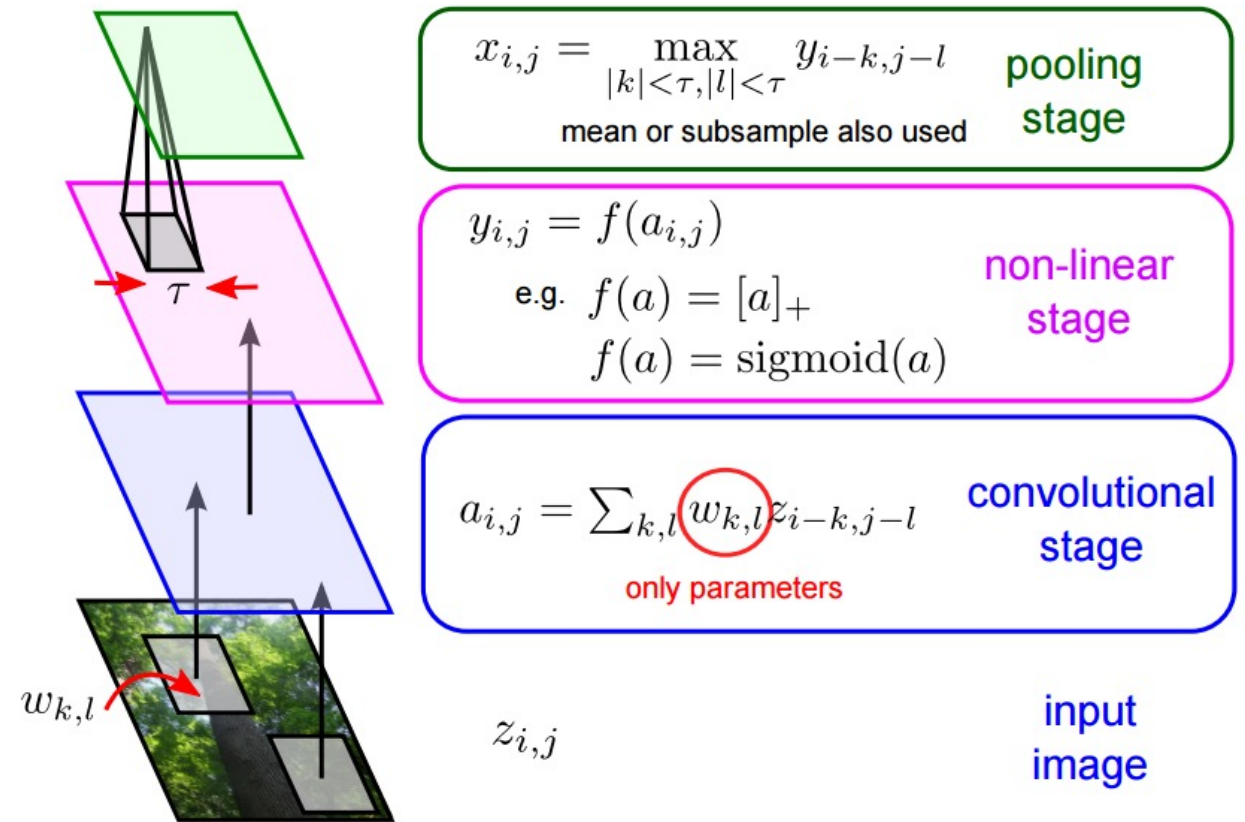 x_{i,j} = max_{|k|<τ,|l|<τ} y_{i−k,j−l}
mean or subsample also used
pooling
stage
y_{i,j} = f(a_{i,j})
e.g. f(a) = [a]_+
f(a) = sigmoid(a)
non-linear
stage
τ
a_{i,j} = ∑_{k,l} w_{k,l} z_{i−k,j−l}
only parameters
convolutional
stage
w_{k,l}
z_{i,j}
input
image